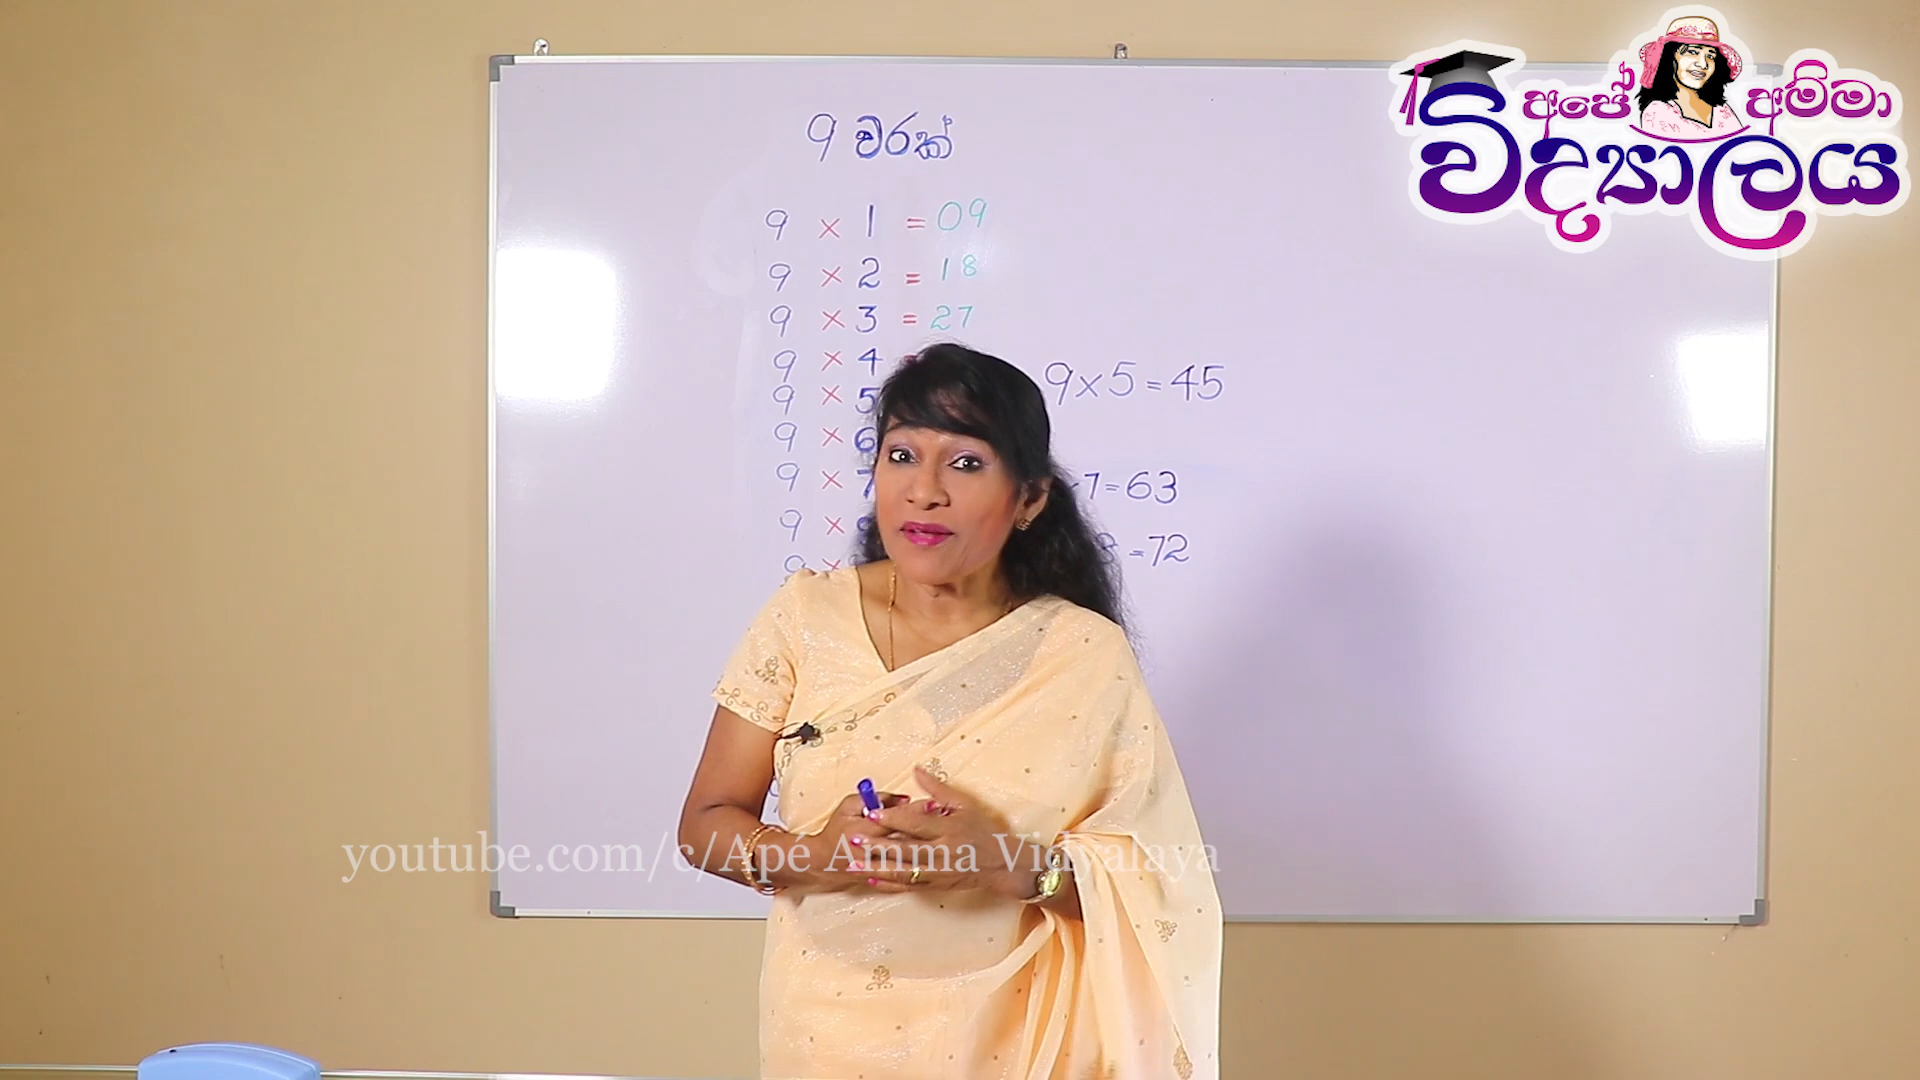 අපේ අම්මා
විද්‍යාලය
9 වරක්
9 × 1 = 09
9 × 2 = 18
9 × 3 = 27
9 × 4
9 × 5
9 × 6
9 × 7
9 ×
9 ×
9×5=45
7=63
=72
youtube.com/c/Apé Amma Vidyalaya